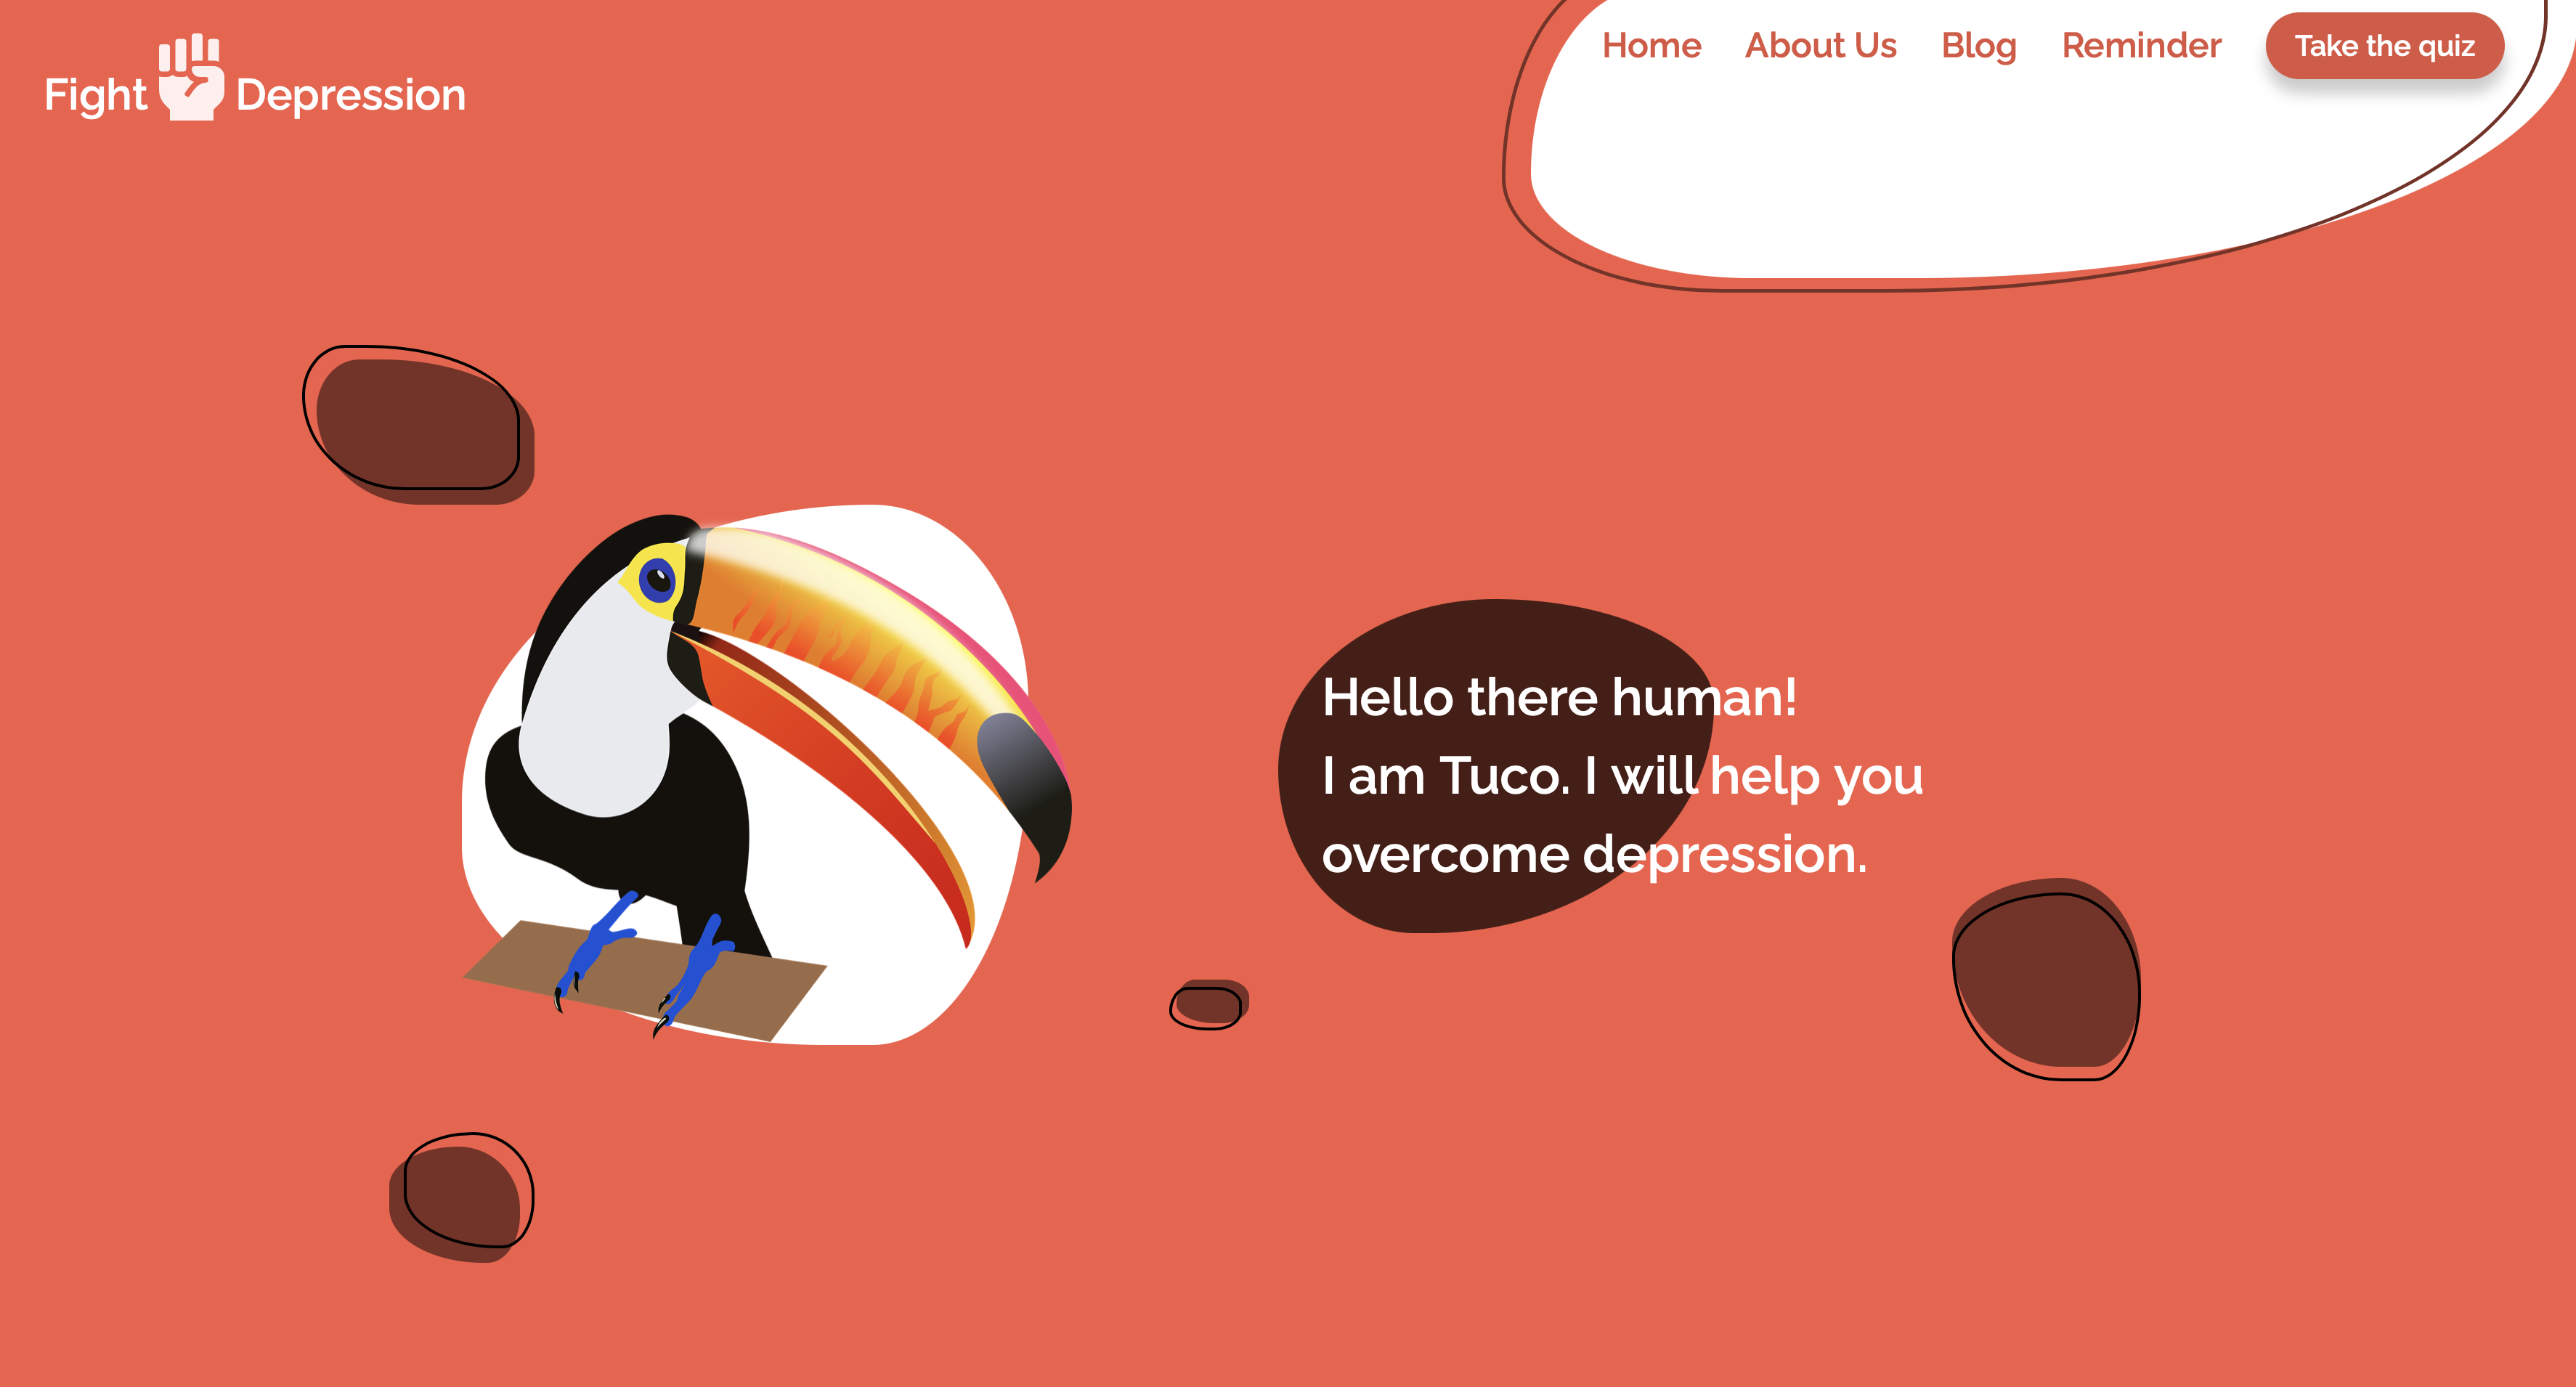 Fight Depression
Home About Us Blog Reminder Take the quiz
Hello there human!
I am Tuco. I will help you
overcome depression.